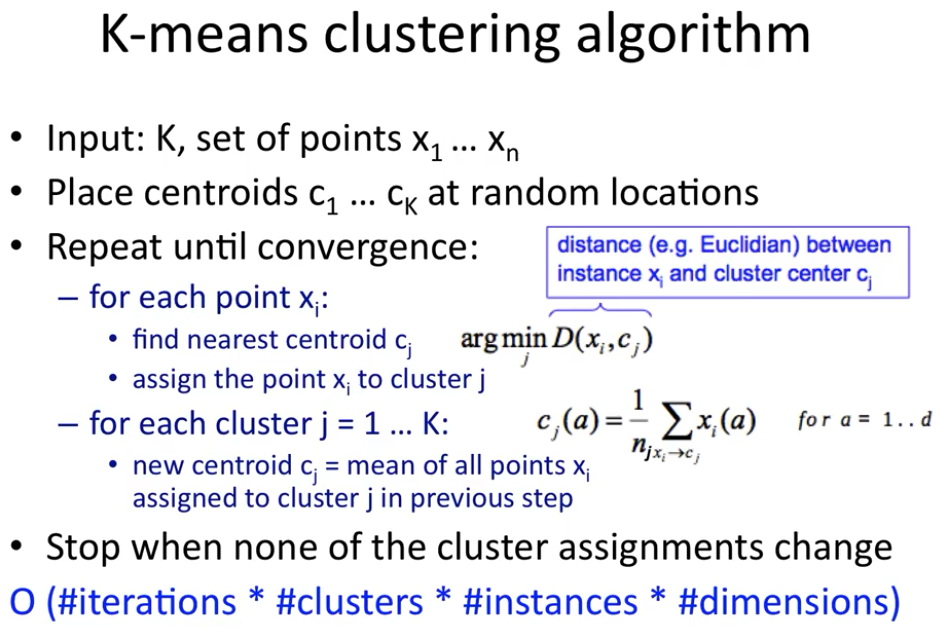 K-means clustering algorithm
• Input: K, set of points x₁ … xₙ
• Place centroids c₁ … c_K at random locations
• Repeat until convergence:
distance (e.g. Euclidian) between
instance xᵢ and cluster center cⱼ
– for each point xᵢ:
• find nearest centroid cⱼ
arg min D(xᵢ,cⱼ)
j
• assign the point xᵢ to cluster j
– for each cluster j = 1 … K:
cⱼ(a) = 1/nⱼ ∑ xᵢ(a) for a = 1..d
xᵢ→cⱼ
• new centroid cⱼ = mean of all points xᵢ
assigned to cluster j in previous step
• Stop when none of the cluster assignments change
O (#iterations * #clusters * #instances * #dimensions)